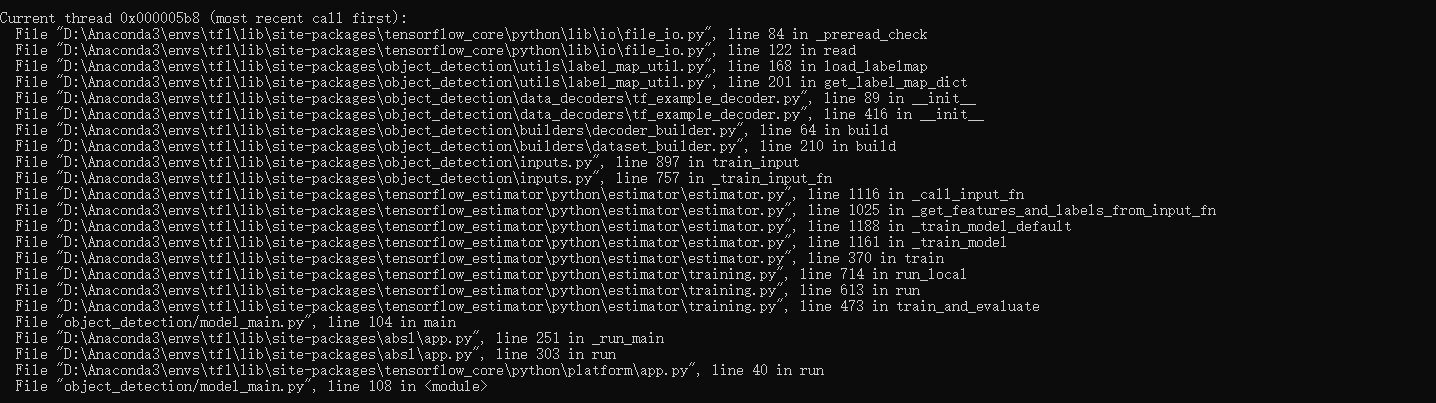 Current thread 0x000005b8 (most recent call first):
  File "D:\Anaconda3\envs\tf1\lib\site-packages\tensorflow_core\python\lib\io\file_io.py", line 84 in _preread_check
  File "D:\Anaconda3\envs\tf1\lib\site-packages\tensorflow_core\python\lib\io\file_io.py", line 122 in read
  File "D:\Anaconda3\envs\tf1\lib\site-packages\object_detection\utils\label_map_util.py", line 168 in load_labelmap
  File "D:\Anaconda3\envs\tf1\lib\site-packages\object_detection\utils\label_map_util.py", line 201 in get_label_map_dict
  File "D:\Anaconda3\envs\tf1\lib\site-packages\object_detection\data_decoders\tf_example_decoder.py", line 89 in __init__
  File "D:\Anaconda3\envs\tf1\lib\site-packages\object_detection\data_decoders\tf_example_decoder.py", line 416 in __init__
  File "D:\Anaconda3\envs\tf1\lib\site-packages\object_detection\builders\decoder_builder.py", line 64 in build
  File "D:\Anaconda3\envs\tf1\lib\site-packages\object_detection\builders\dataset_builder.py", line 210 in build
  File "D:\Anaconda3\envs\tf1\lib\site-packages\object_detection\inputs.py", line 897 in train_input
  File "D:\Anaconda3\envs\tf1\lib\site-packages\object_detection\inputs.py", line 757 in _train_input_fn
  File "D:\Anaconda3\envs\tf1\lib\site-packages\tensorflow_estimator\python\estimator\estimator.py", line 1116 in _call_input_fn
  File "D:\Anaconda3\envs\tf1\lib\site-packages\tensorflow_estimator\python\estimator\estimator.py", line 1025 in _get_features_and_labels_from_input_fn
  File "D:\Anaconda3\envs\tf1\lib\site-packages\tensorflow_estimator\python\estimator\estimator.py", line 1188 in _train_model_default
  File "D:\Anaconda3\envs\tf1\lib\site-packages\tensorflow_estimator\python\estimator\estimator.py", line 1161 in _train_model
  File "D:\Anaconda3\envs\tf1\lib\site-packages\tensorflow_estimator\python\estimator\estimator.py", line 370 in train
  File "D:\Anaconda3\envs\tf1\lib\site-packages\tensorflow_estimator\python\estimator\training.py", line 714 in run_local
  File "D:\Anaconda3\envs\tf1\lib\site-packages\tensorflow_estimator\python\estimator\training.py", line 613 in run
  File "D:\Anaconda3\envs\tf1\lib\site-packages\tensorflow_estimator\python\estimator\training.py", line 473 in train_and_evaluate
  File "object_detection/model_main.py", line 104 in main
  File "D:\Anaconda3\envs\tf1\lib\site-packages\absl\app.py", line 251 in _run_main
  File "D:\Anaconda3\envs\tf1\lib\site-packages\absl\app.py", line 303 in run
  File "D:\Anaconda3\envs\tf1\lib\site-packages\tensorflow_core\python\platform\app.py", line 40 in run
  File "object_detection/model_main.py", line 108 in <module>